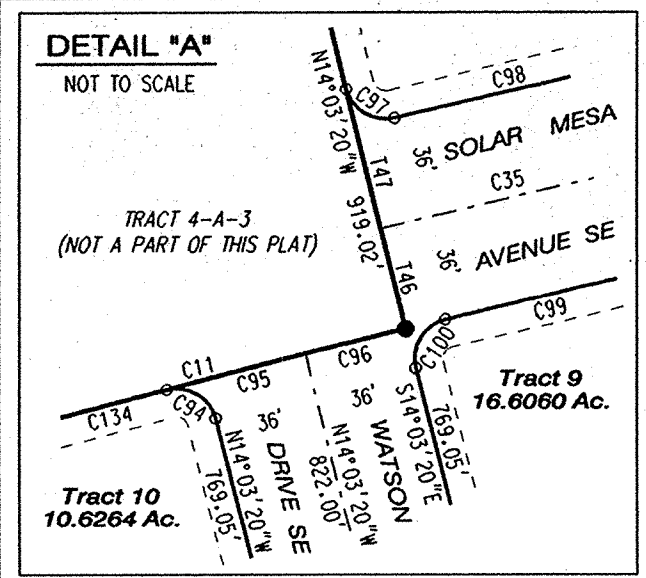 DETAIL "A"
NOT TO SCALE
N14°03'20"W
919.02'
C97
C98
T47
36'
SOLAR MESA
C35
TRACT 4-A-3
(NOT A PART OF THIS PLAT)
T46
36'
AVENUE SE
C99
C100
C11
C96
C95
C134
C94
36'
36'
Tract 9
16.6060 Ac.
S14°03'20"E
769.05'
WATSON
DRIVE SE
N14°03'20"W
822.00'
N14°03'20"W
769.05'
Tract 10
10.6264 Ac.